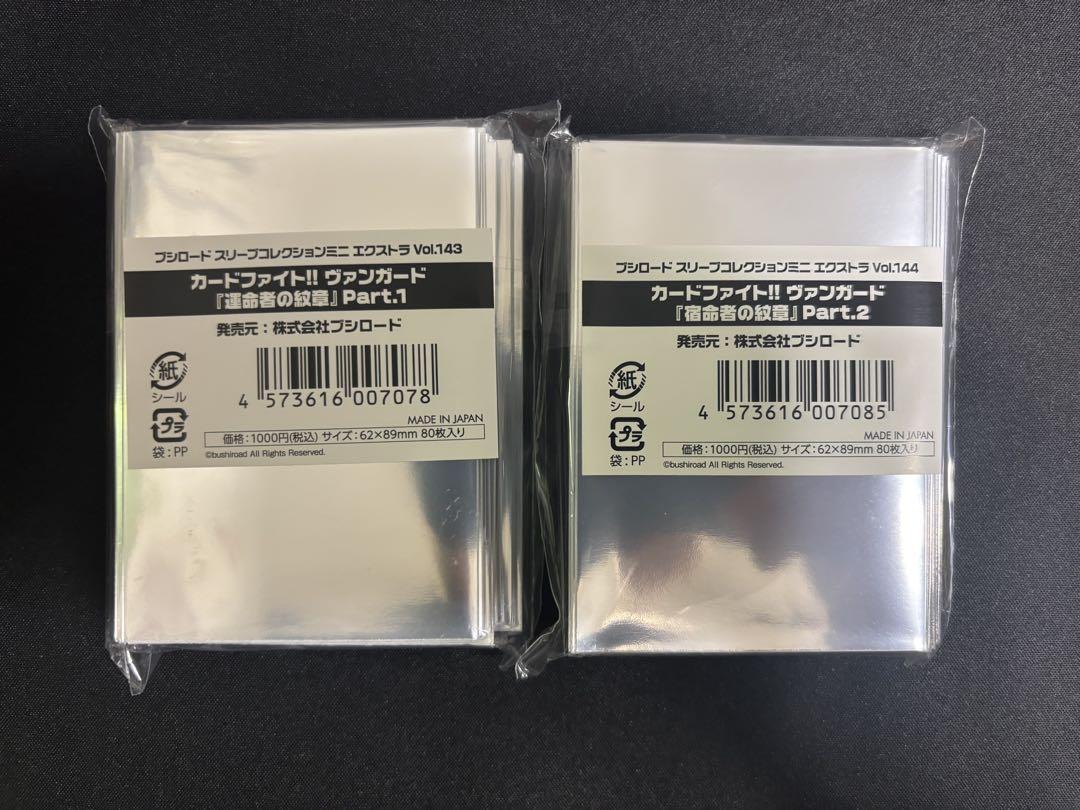 ブシロード スリーブコレクションミニ エクストラ Vol.143
カードファイト!! ヴァンガード
『運命者の紋章』Part.1
発売元：株式会社ブシロード
紙
シール
プラ
袋：PP
4 573616 007078
MADE IN JAPAN
価格：1000円(税込) サイズ：62×89mm 80枚入り
©bushiroad All Rights Reserved.
ブシロード スリーブコレクションミニ エクストラ Vol.144
カードファイト!! ヴァンガード
『宿命者の紋章』Part.2
発売元：株式会社ブシロード
紙
シール
プラ
袋：PP
4 573616 007085
MADE IN JAPAN
価格：1000円(税込) サイズ：62×89mm 80枚入り
©bushiroad All Rights Reserved.